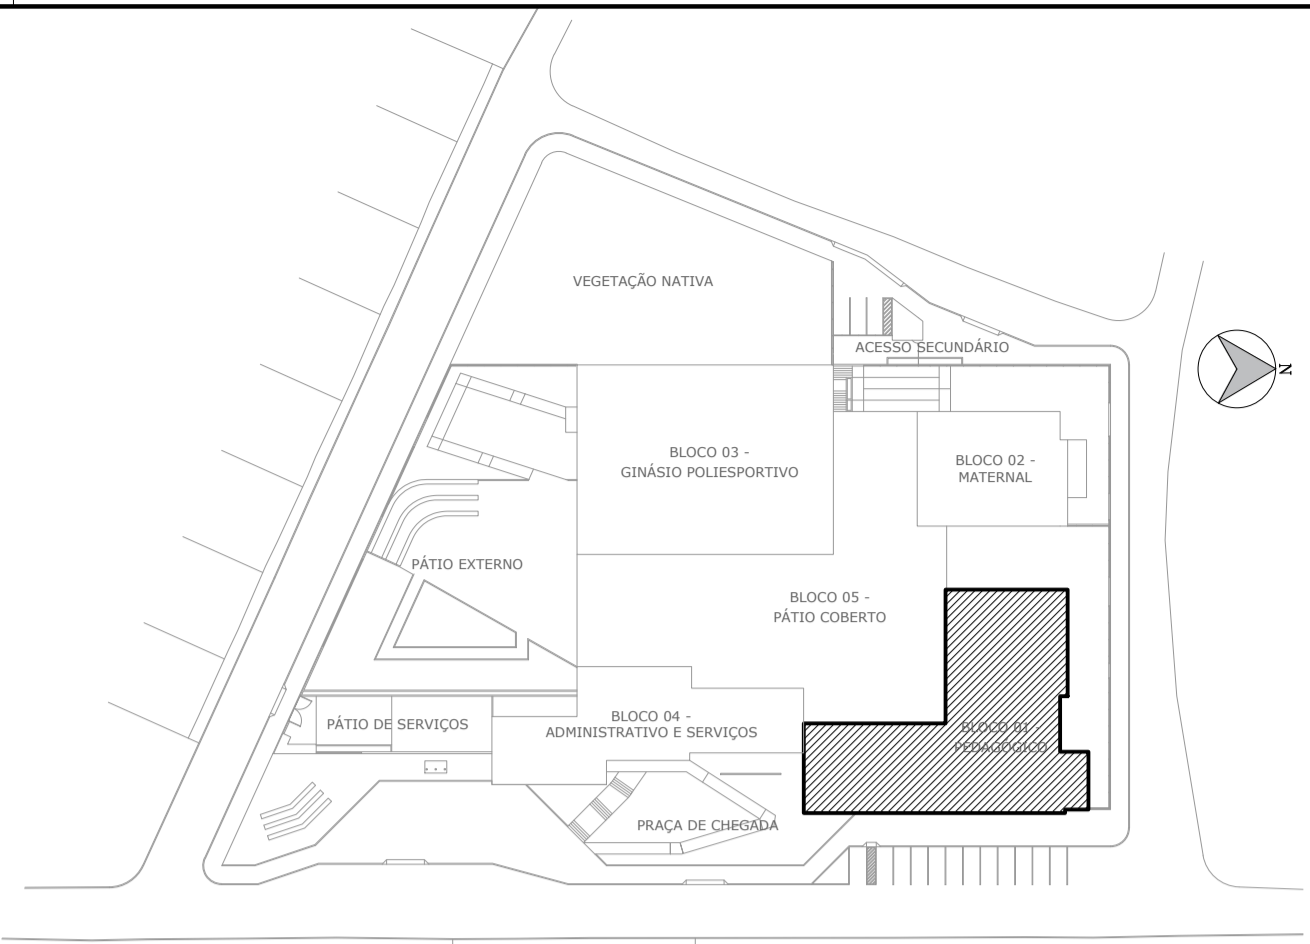 VEGETAÇÃO NATIVA
ACESSO SECUNDÁRIO
N
BLOCO 03 -
GINÁSIO POLIESPORTIVO
BLOCO 02 -
MATERNAL
PÁTIO EXTERNO
BLOCO 05 -
PÁTIO COBERTO
PÁTIO DE SERVIÇOS
BLOCO 04 -
ADMINISTRATIVO E SERVIÇOS
BLOCO 01
PEDAGÓGICO
PRAÇA DE CHEGADA